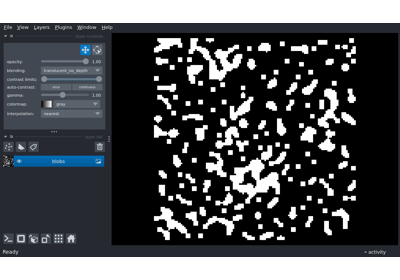 File View Layers Plugins Window Help
layer controls
opacity: 1.00
blending: translucent_no_depth
contrast limits:
auto-contrast: once continuous
gamma: 1.00
colormap: gray
interpolation: nearest
layer list
blobs
Ready activity